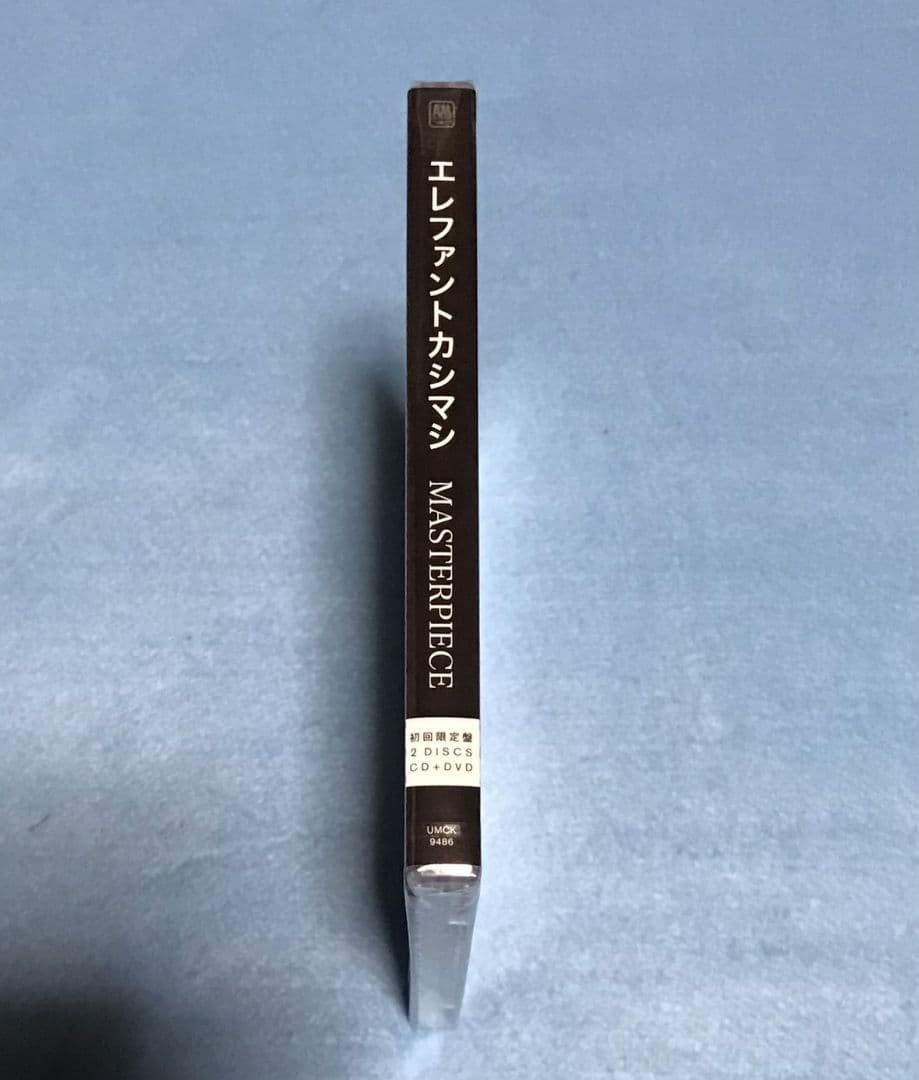 エレファントカシマシ MASTERPIECE
初回限定盤
2 DISCS
CD+DVD
UMCK
9486